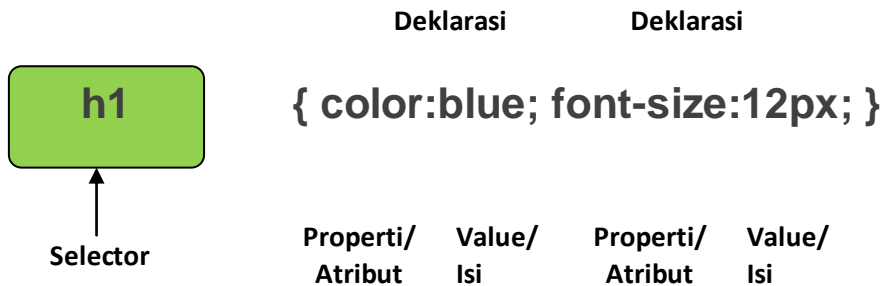 Deklarasi Deklarasi
h1 { color:blue; font-size:12px; }
Selector
Properti/ Value/ Properti/ Value/
Atribut Isi Atribut Isi